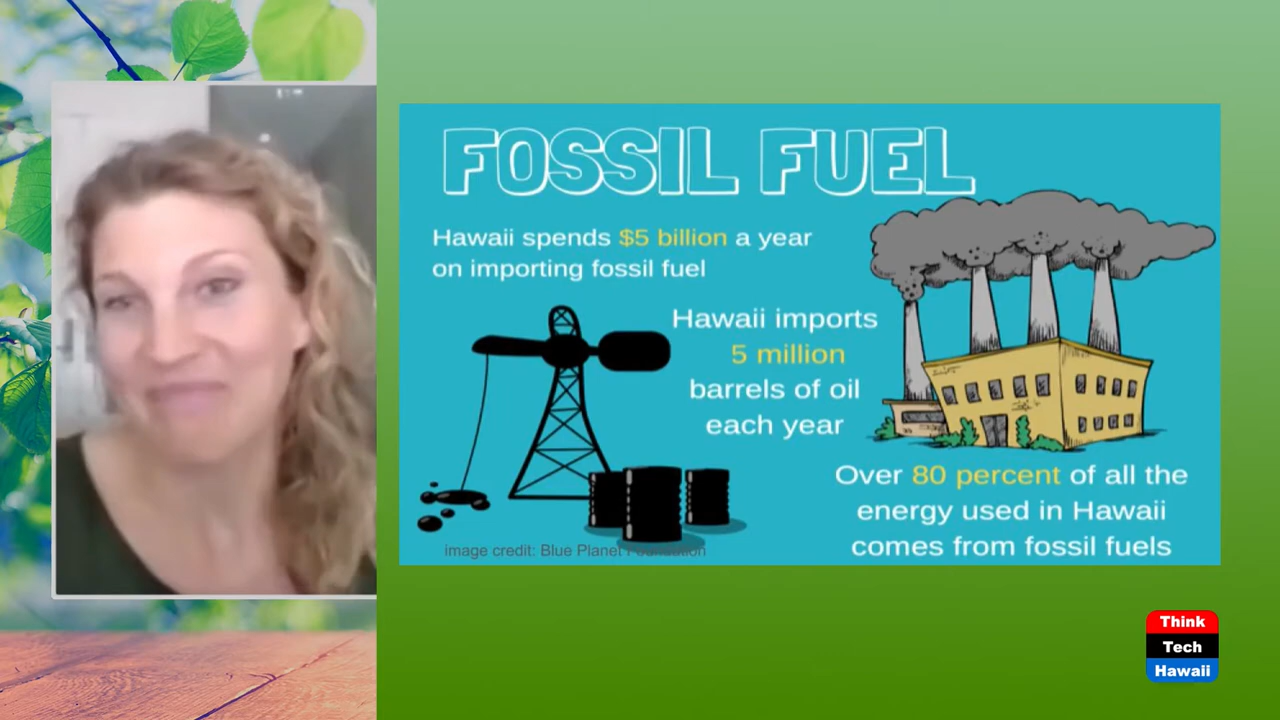 FOSSIL FUEL
Hawaii spends $5 billion a year
on importing fossil fuel
Hawaii imports
5 million
barrels of oil
each year
Over 80 percent of all the
energy used in Hawaii
comes from fossil fuels
image credit: Blue Planet Foundation
Think
Tech
Hawaii